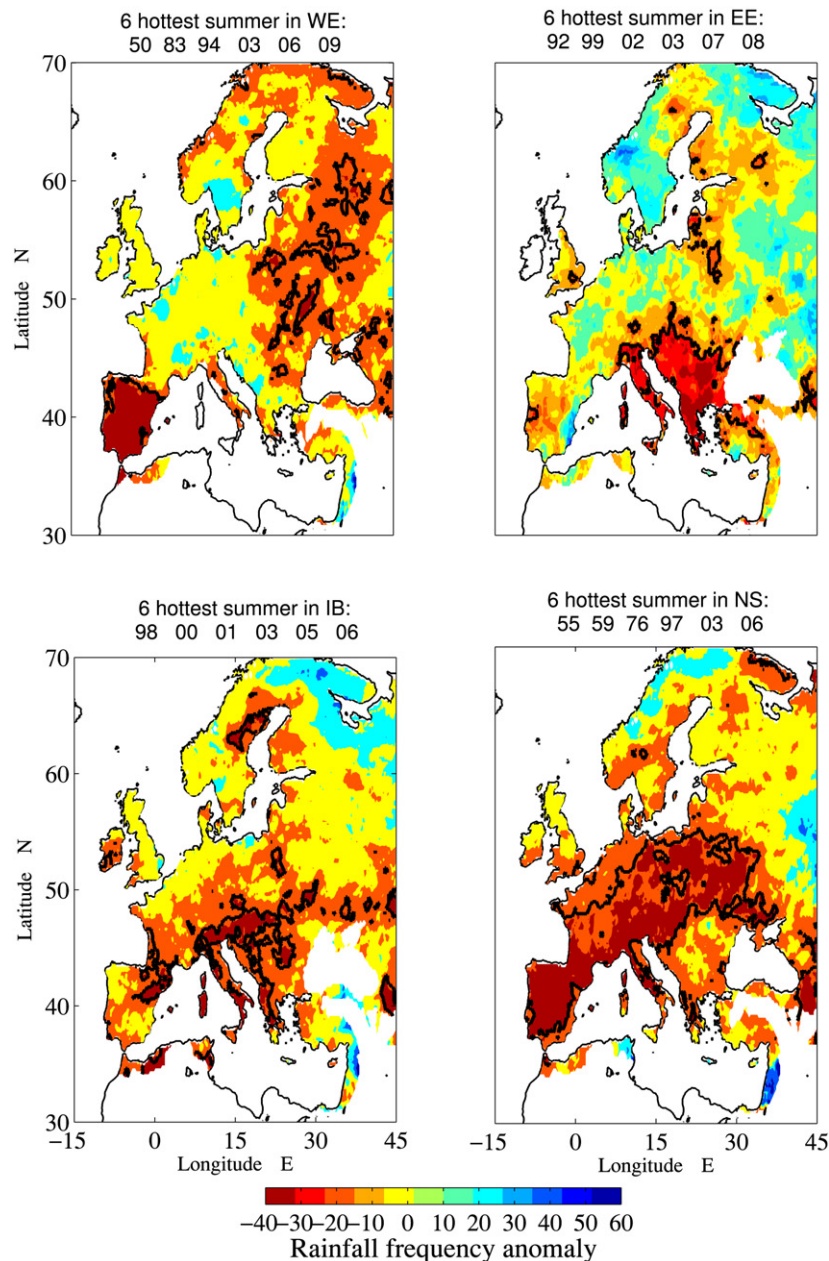 6 hottest summer in WE:
50 83 94 03 06 09
6 hottest summer in EE:
92 99 02 03 07 08
70
60
50
40
30
Latitude N
6 hottest summer in IB:
98 00 01 03 05 06
6 hottest summer in NS:
55 59 76 97 03 06
70
60
50
40
30
Latitude N
−15 0 15 30 45
Longitude E
−15 0 15 30 45
Longitude E
−40 −30 −20 −10 0 10 20 30 40 50 60
Rainfall frequency anomaly